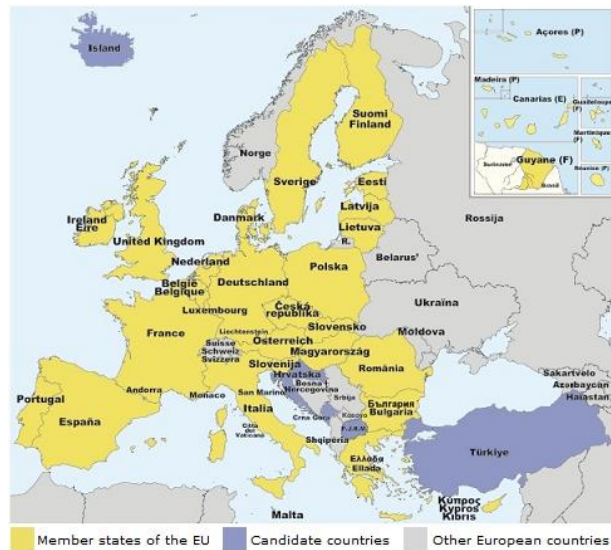 Island
Açores (P)
Madeira (P)
Canarias (E)
Guadeloupe (F)
Martinique (F)
Guyane (F)
Suriname
Brasil
Réunion (F)
Suomi
Finland
Norge
Sverige
Eesti
Rossija
Latvija
Ireland
Éire
Danmark
Lietuva
United Kingdom
R.
Belarus'
Nederland
Polska
België
Belgique
Deutschland
Ukraïna
Luxembourg
Česká
republika
Slovensko
Moldova
France
Liechtenstein
Österreich
Suisse
Schweiz
Svizzera
Magyarország
Slovenija
România
Hrvatska
Bosna i
Hercegovina
Sakartvelo
Azərbaycan
Haiastan
Andorra
Monaco
San Marino
Srbija
Portugal
España
Italia
Crna Gora
Kosovo
България
Bulgaria
Città
del
Vaticano
F.J.R.M.
Shqipëria
Türkiye
Ελλάδα
Ellada
Malta
Κύπρος
Kypros
Kibris
Member states of the EU
Candidate countries
Other European countries